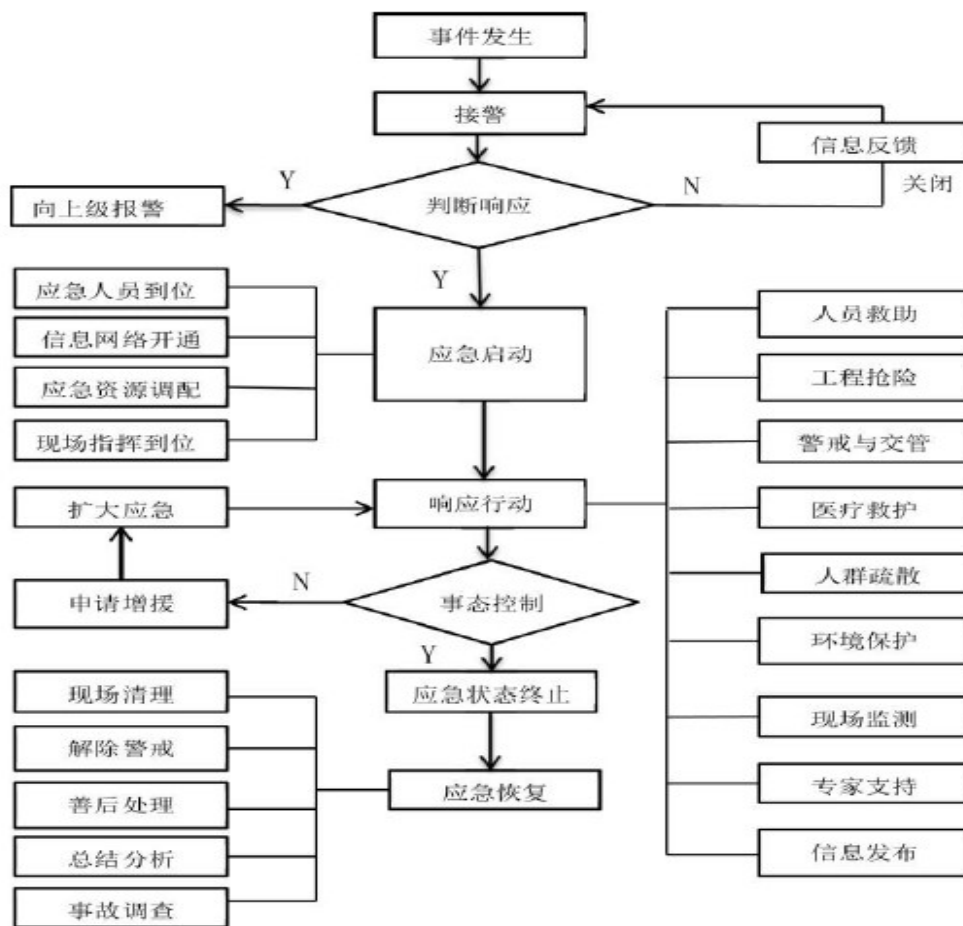 事件发生
接警
信息反馈
关闭
Y
N
向上级报警
判断响应
Y
应急人员到位
信息网络开通
应急资源调配
现场指挥到位
应急启动
人员救助
工程抢险
警戒与交管
医疗救护
人群疏散
环境保护
现场监测
专家支持
信息发布
扩大应急
响应行动
申请增援
N
事态控制
Y
应急状态终止
现场清理
解除警戒
善后处理
总结分析
事故调查
应急恢复